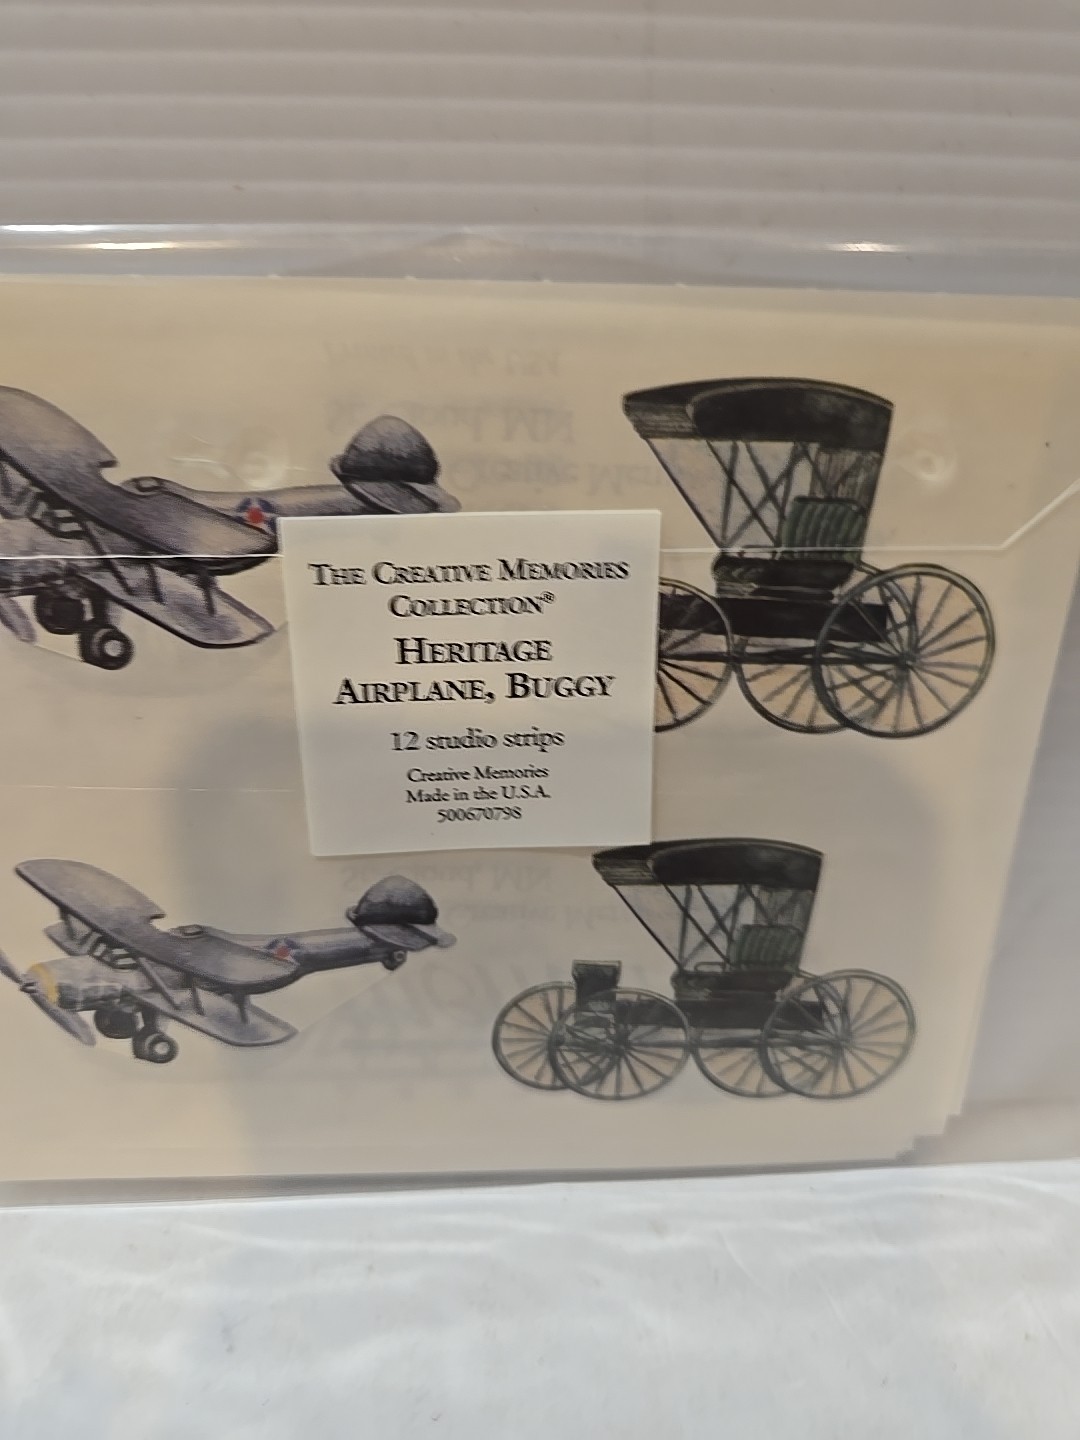 THE CREATIVE MEMORIES
COLLECTION®
HERITAGE
AIRPLANE, BUGGY
12 studio strips
Creative Memories
Made in the U.S.A.
500670798